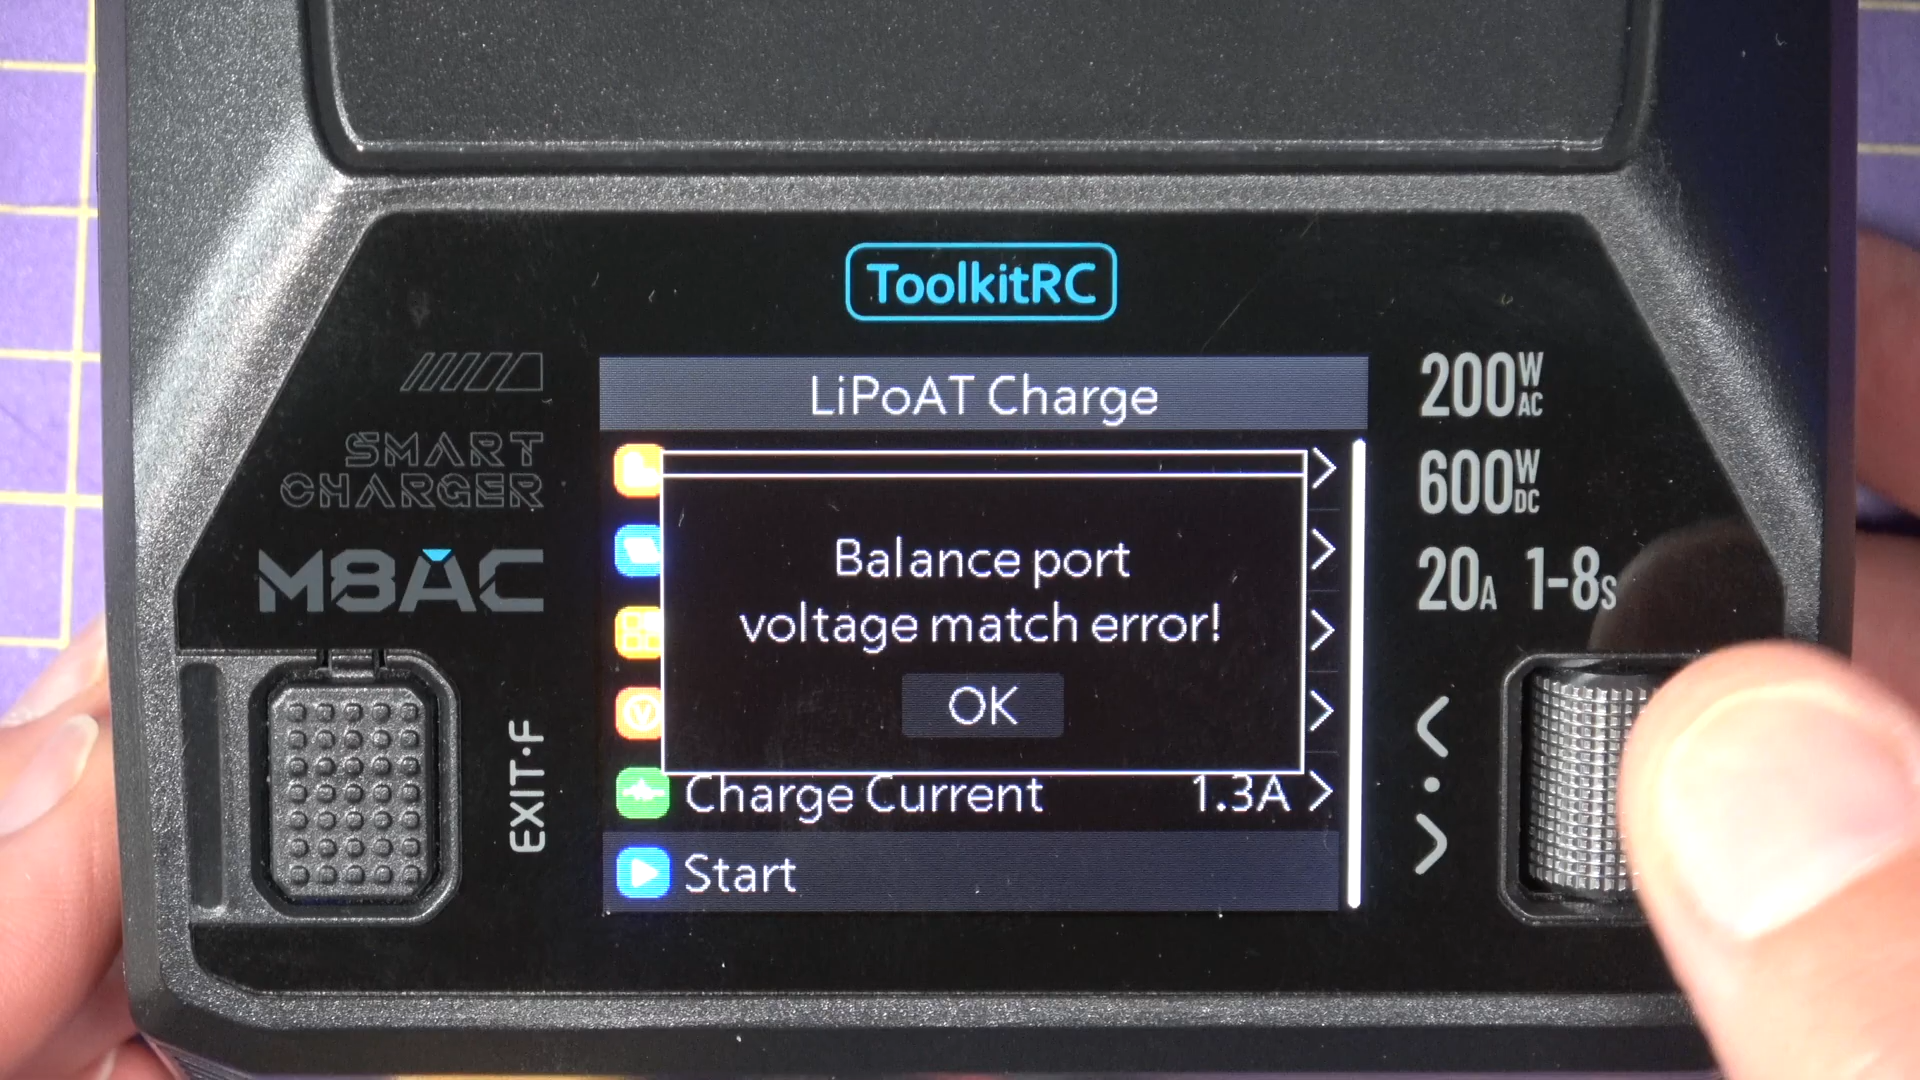 ToolkitRC
LiPoAT Charge
Balance port
voltage match error!
OK
Charge Current 1.3A
Start
SMART
CHARGER
M8AC
EXIT·F
200W AC
600W DC
20A 1-8S